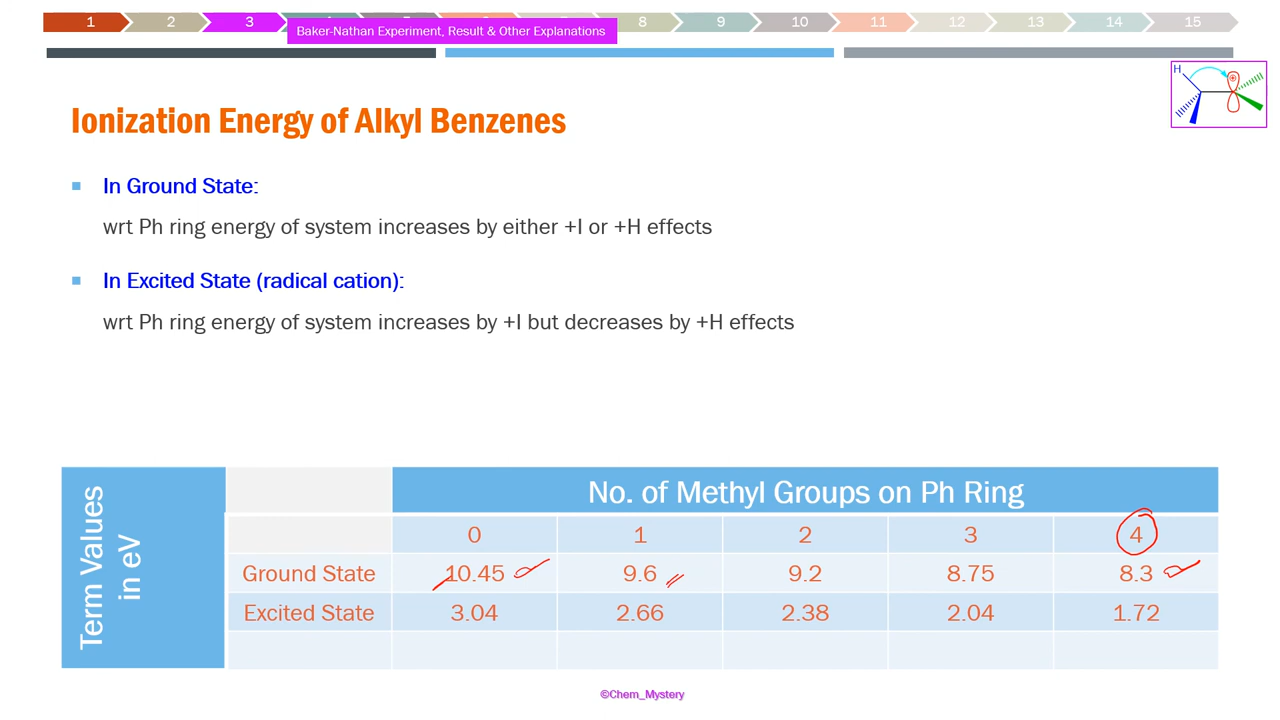 1 2 3 8 9 10 11 12 13 14 15
Baker-Nathan Experiment, Result & Other Explanations
H
Ionization Energy of Alkyl Benzenes
In Ground State:
wrt Ph ring energy of system increases by either +I or +H effects
In Excited State (radical cation):
wrt Ph ring energy of system increases by +I but decreases by +H effects
Term Values
in eV
No. of Methyl Groups on Ph Ring
0 1 2 3 4
Ground State 10.45 9.6 9.2 8.75 8.3
Excited State 3.04 2.66 2.38 2.04 1.72
©Chem_Mystery